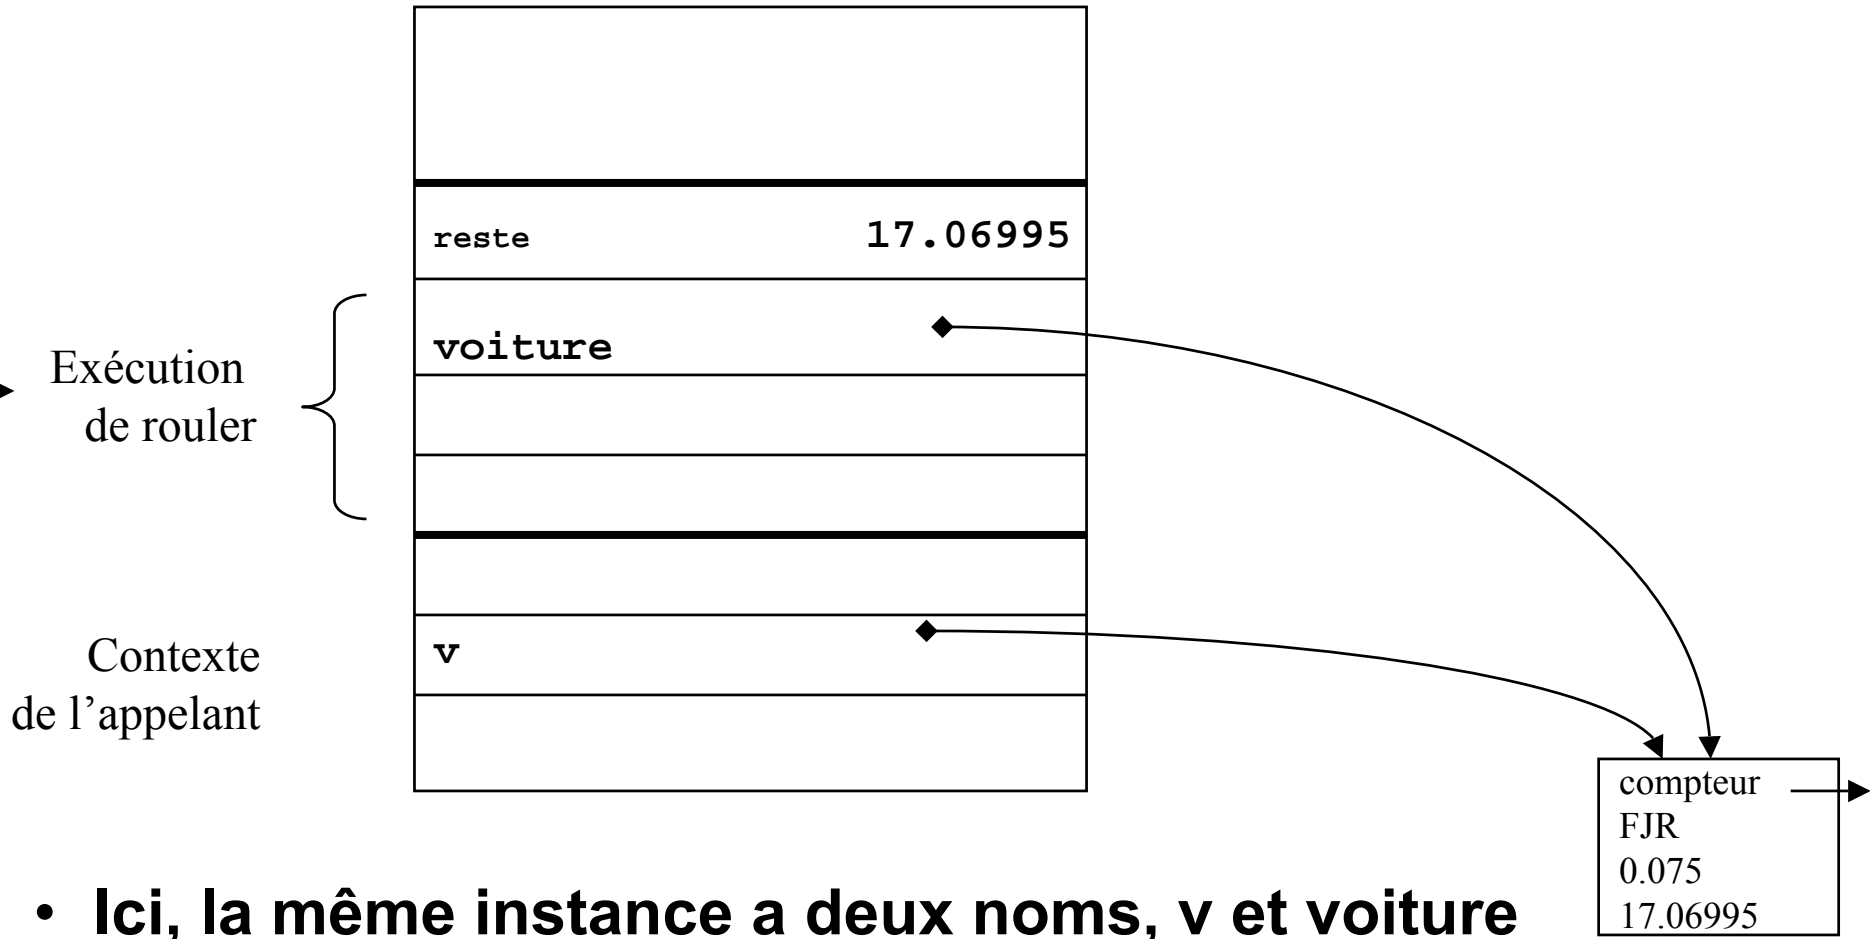 reste 17.06995
Exécution
de rouler
voiture
Contexte
de l’appelant
v
compteur
FJR
0.075
17.06995
• Ici, la même instance a deux noms, v et voiture